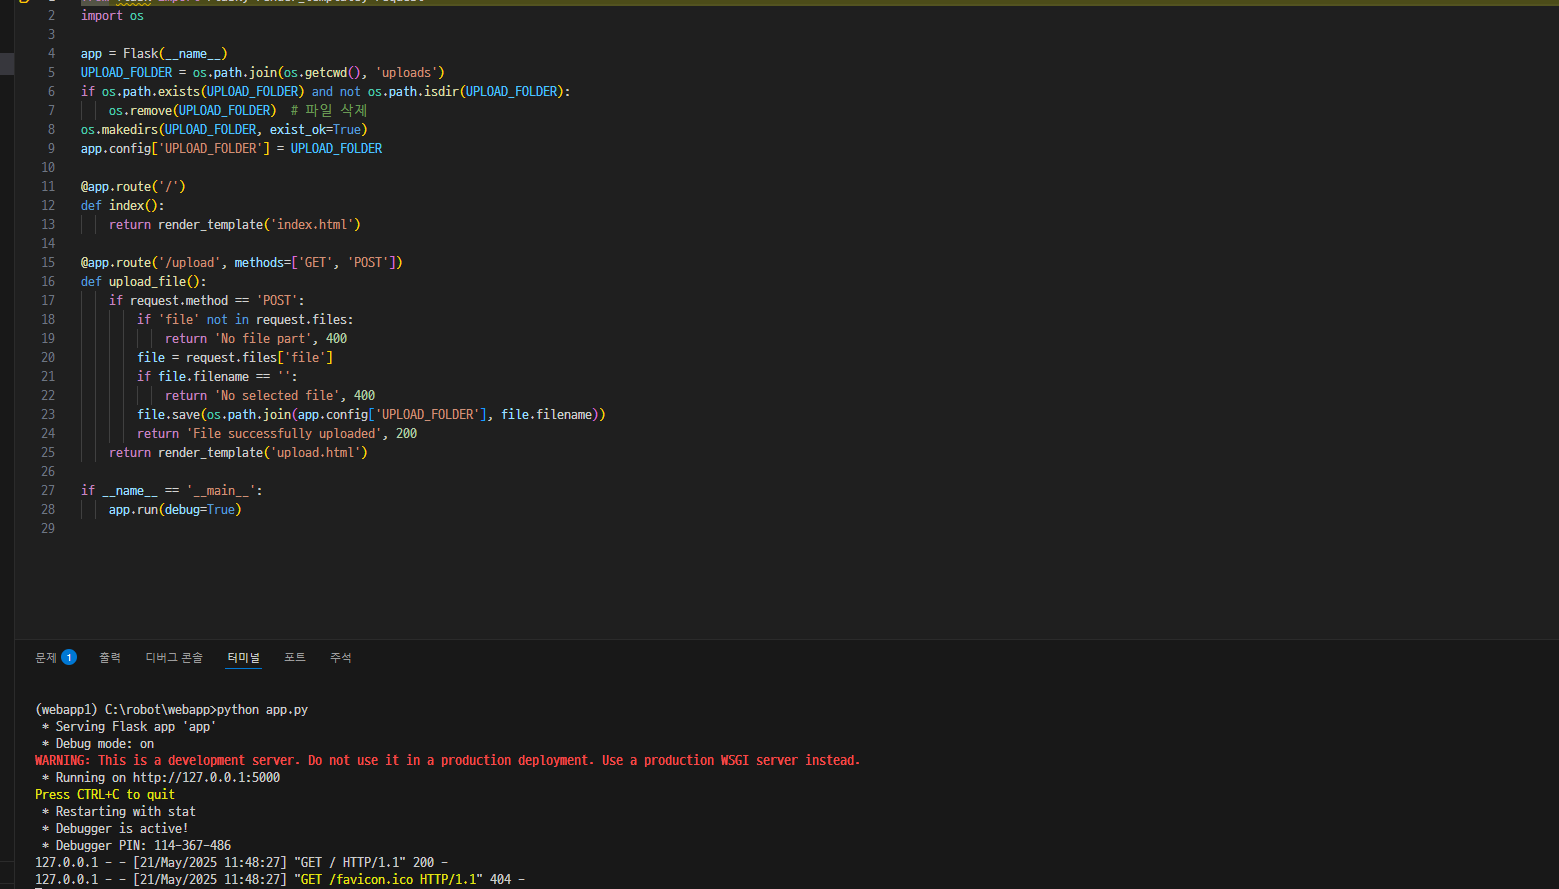 2 import os
3
4 app = Flask(__name__)
5 UPLOAD_FOLDER = os.path.join(os.getcwd(), 'uploads')
6 if os.path.exists(UPLOAD_FOLDER) and not os.path.isdir(UPLOAD_FOLDER):
7     os.remove(UPLOAD_FOLDER)  # 파일 삭제
8 os.makedirs(UPLOAD_FOLDER, exist_ok=True)
9 app.config['UPLOAD_FOLDER'] = UPLOAD_FOLDER
10
11 @app.route('/')
12 def index():
13     return render_template('index.html')
14
15 @app.route('/upload', methods=['GET', 'POST'])
16 def upload_file():
17     if request.method == 'POST':
18         if 'file' not in request.files:
19             return 'No file part', 400
20         file = request.files['file']
21         if file.filename == '':
22             return 'No selected file', 400
23         file.save(os.path.join(app.config['UPLOAD_FOLDER'], file.filename))
24         return 'File successfully uploaded', 200
25     return render_template('upload.html')
26
27 if __name__ == '__main__':
28     app.run(debug=True)
29
문제 1 출력 디버그 콘솔 터미널 포트 주석
(webapp1) C:\robot\webapp>python app.py
 * Serving Flask app 'app'
 * Debug mode: on
WARNING: This is a development server. Do not use it in a production deployment. Use a production WSGI server instead.
 * Running on http://127.0.0.1:5000
Press CTRL+C to quit
 * Restarting with stat
 * Debugger is active!
 * Debugger PIN: 114-367-486
127.0.0.1 - - [21/May/2025 11:48:27] "GET / HTTP/1.1" 200 -
127.0.0.1 - - [21/May/2025 11:48:27] "GET /favicon.ico HTTP/1.1" 404 -